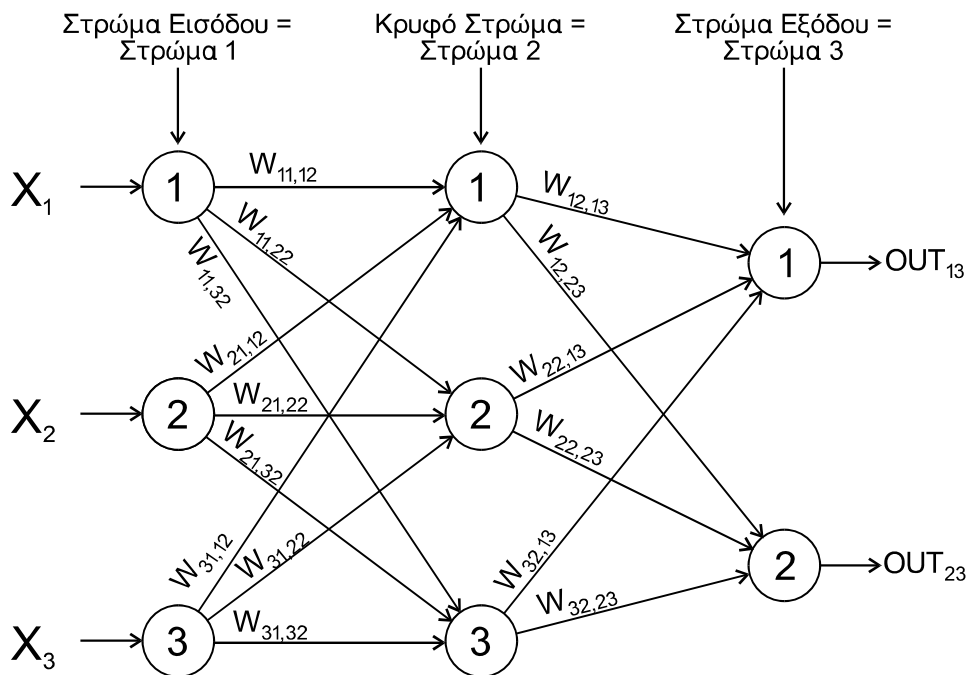 Στρώμα Εισόδου =
Στρώμα 1
Κρυφό Στρώμα =
Στρώμα 2
Στρώμα Εξόδου =
Στρώμα 3
X1
1
W11,12
1
W12,13
W11,22
W11,32
W12,23
1
OUT13
W21,12
W22,13
X2
2
W21,22
2
W21,32
W22,23
W31,12
W31,22
W32,13
2
OUT23
X3
3
W31,32
3
W32,23